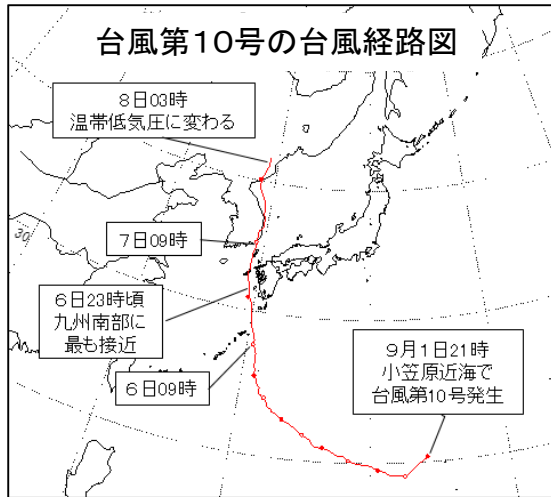 台風第１０号の台風経路図
８日03時
温帯低気圧に変わる
７日09時
６日23時頃
九州南部に
最も接近
６日09時
９月１日21時
小笠原近海で
台風第10号発生
30